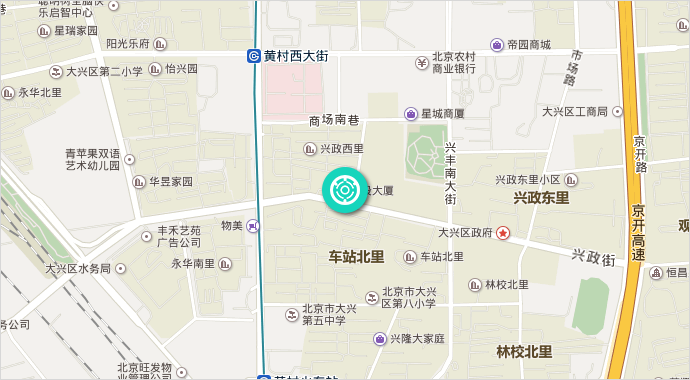 乐启智中心
星瑞家园
阳光乐府
黄村西大街
帝园商城
北京农村
商业银行
市场路
大兴区第二小学
怡兴园
永华北里
星城商厦
大兴区工商局
商场南巷
京开路
青苹果双语
艺术幼儿园
兴政西里
兴丰南大街
华昱家园
大厦
兴政东里小区
兴政东里
京开高速
物美
丰禾艺苑
广告公司
大兴区政府
兴政街
大兴区水务局
永华南里
车站北里
车站北里
恒昌
林校北里
北京市大兴
区第八小学
北京市大兴
第五中学
务公司
兴隆大家庭
林校北里
北京旺发物
业管理公司